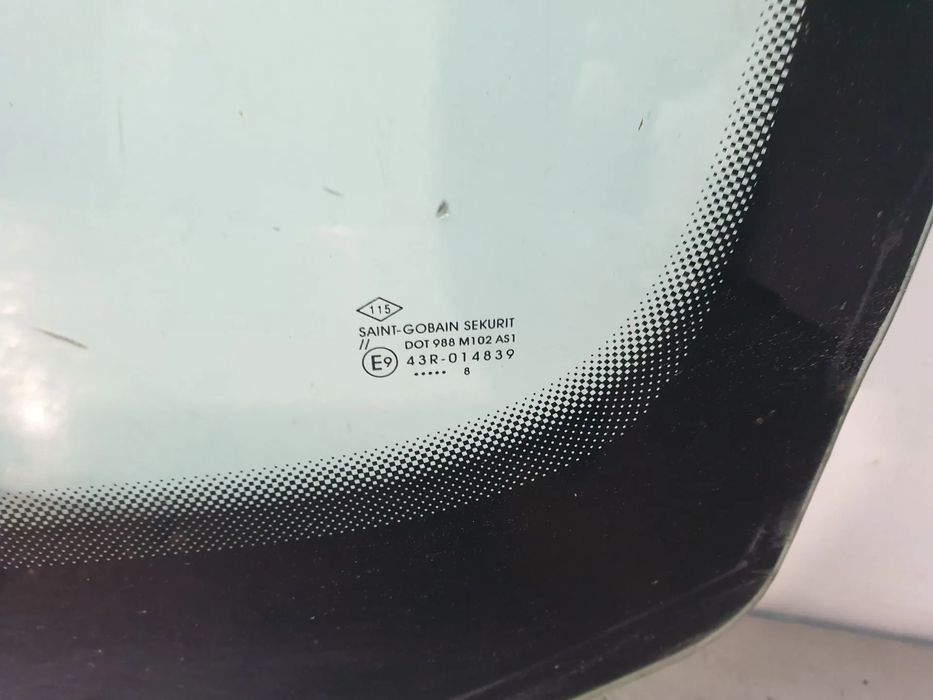 115
SAINT-GOBAIN SEKURIT
// DOT 988 M102 AS1
E9 43R-014839
..... 8